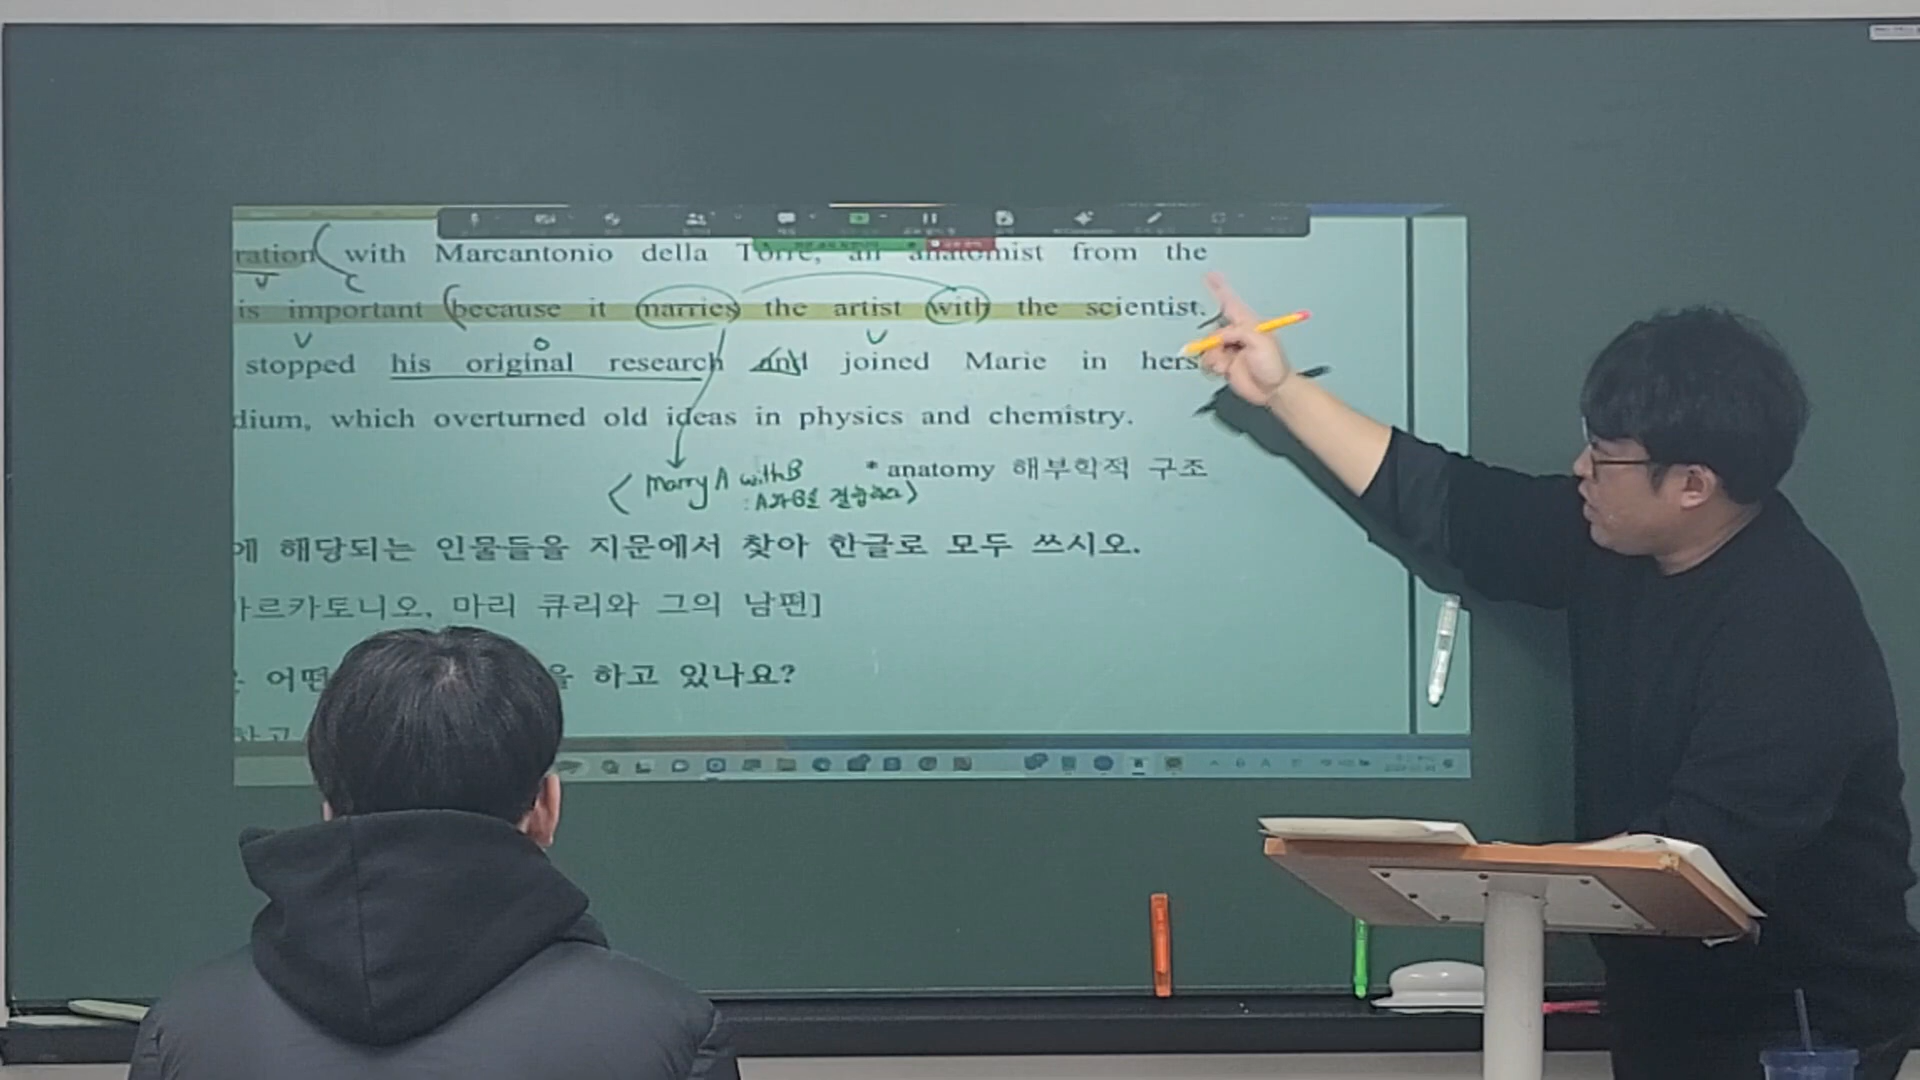 ration with Marcantonio della Torre, an anatomist from the
is important because it marries the artist with the scientist.
stopped his original research and joined Marie in hers
dium, which overturned old ideas in physics and chemistry.
marry A with B
* anatomy 해부학적 구조
: A와 B를 결합하다
에 해당되는 인물들을 지문에서 찾아 한글로 모두 쓰시오.
마르카토니오, 마리 큐리와 그의 남편]
어떤
을 하고 있나요?
하고